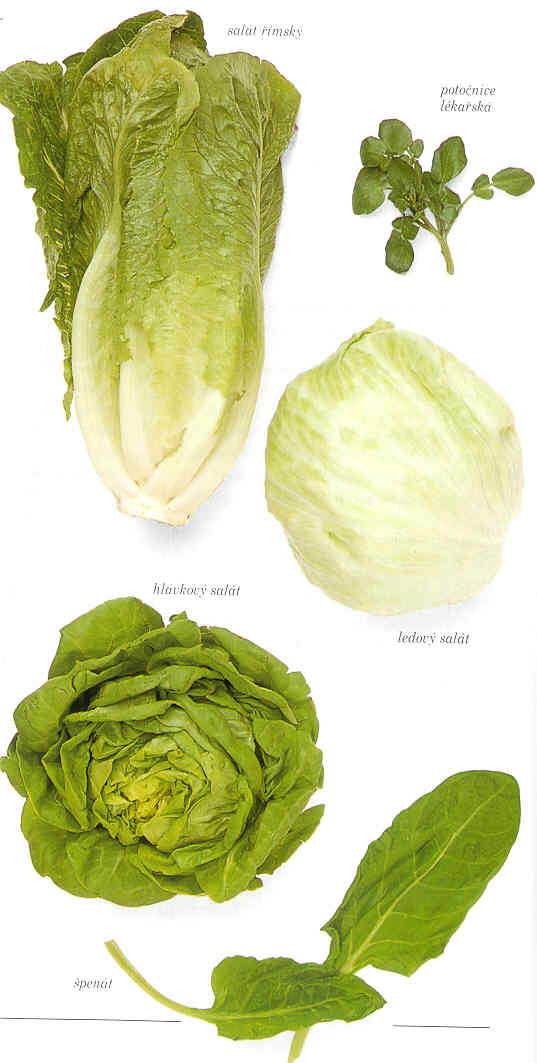 salát římský
potočnice
lékařská
hlávkový salát
ledový salát
špenát